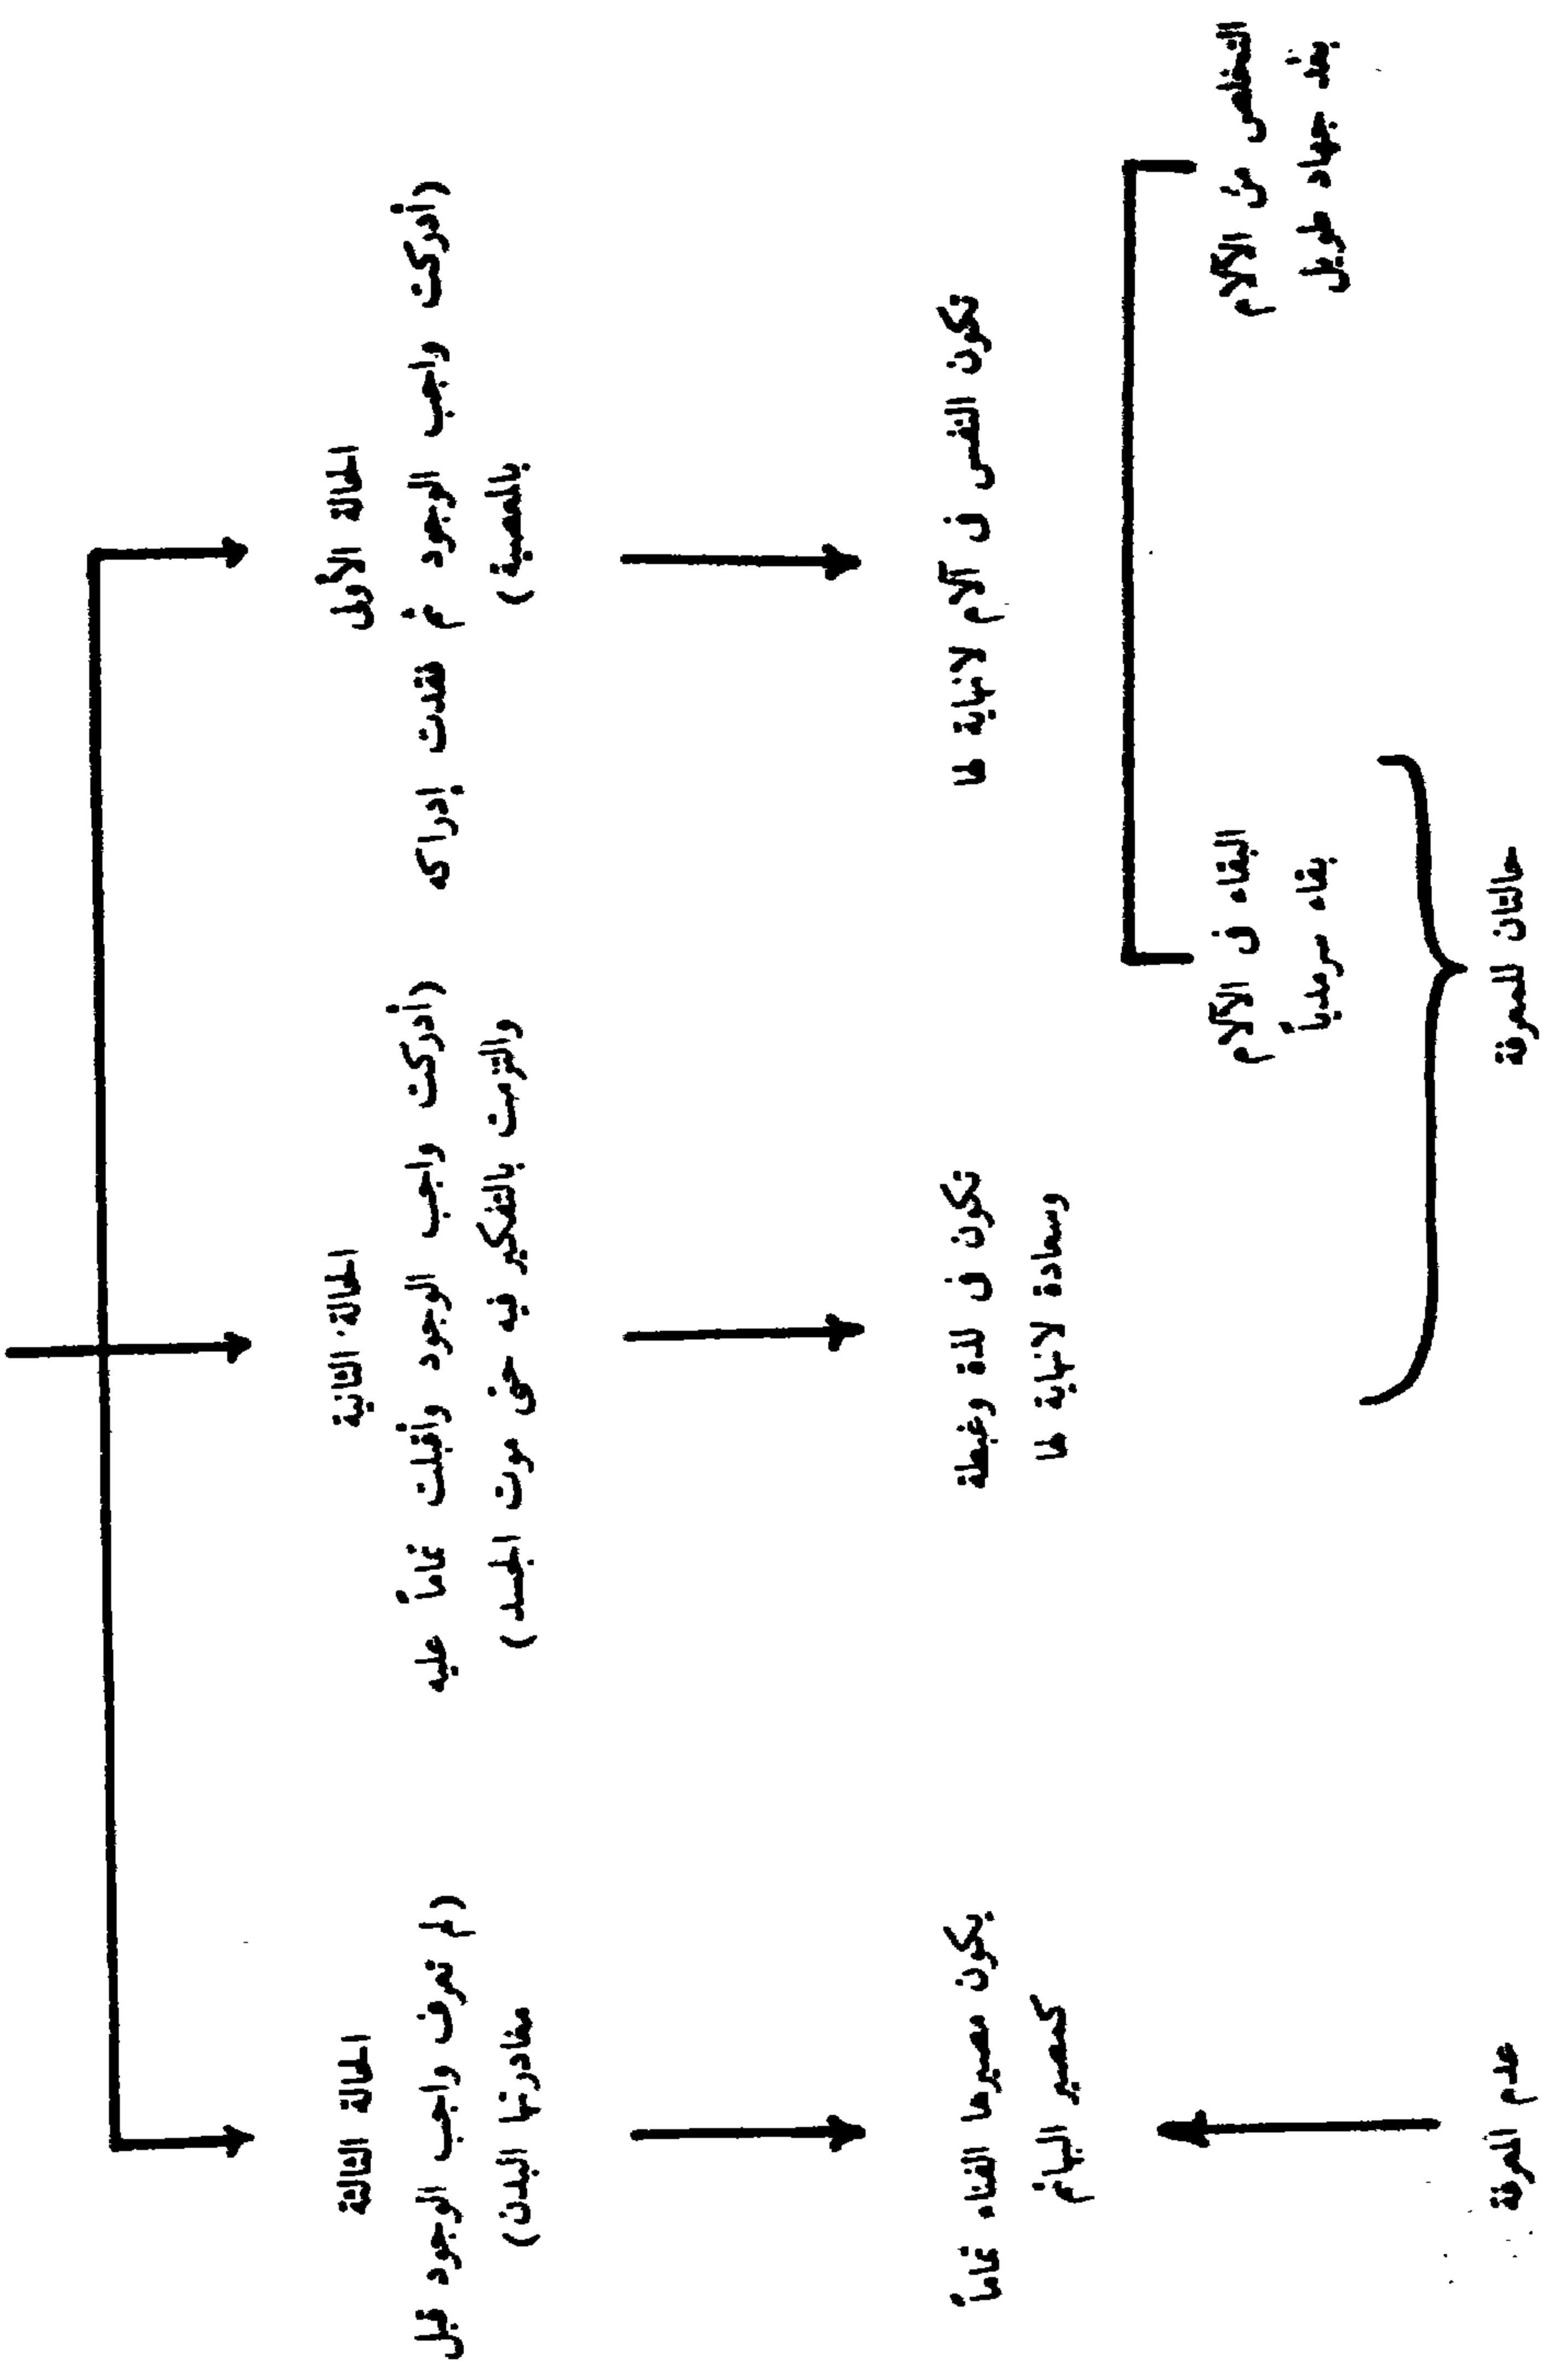 الحالة الأولى
(أدركت واجب الوجود ثم فقدت إدراكه
بالمعصية)
تكون النفس في آلام لا نهاية لها
التخلص من الآلام
بعد جهاد طويل
البقاء في الآلام
بقاء سرمدياً
الحالة الثانية
(أدركت واجب الوجود وأقبلت تماماً عليه
والتزمت بالتفكير فيه حتى موت الجسد)
تكون في لذة وغبطة
وسعادة لا نهاية لها
حالتان للمعرفة
الحالة الثالثة
(لم تعرف واجب الوجود قبل
مغادرتها البدن)
يكون مصيرها الفناء تماماً
كمصير البهائم
عدم المعرفة